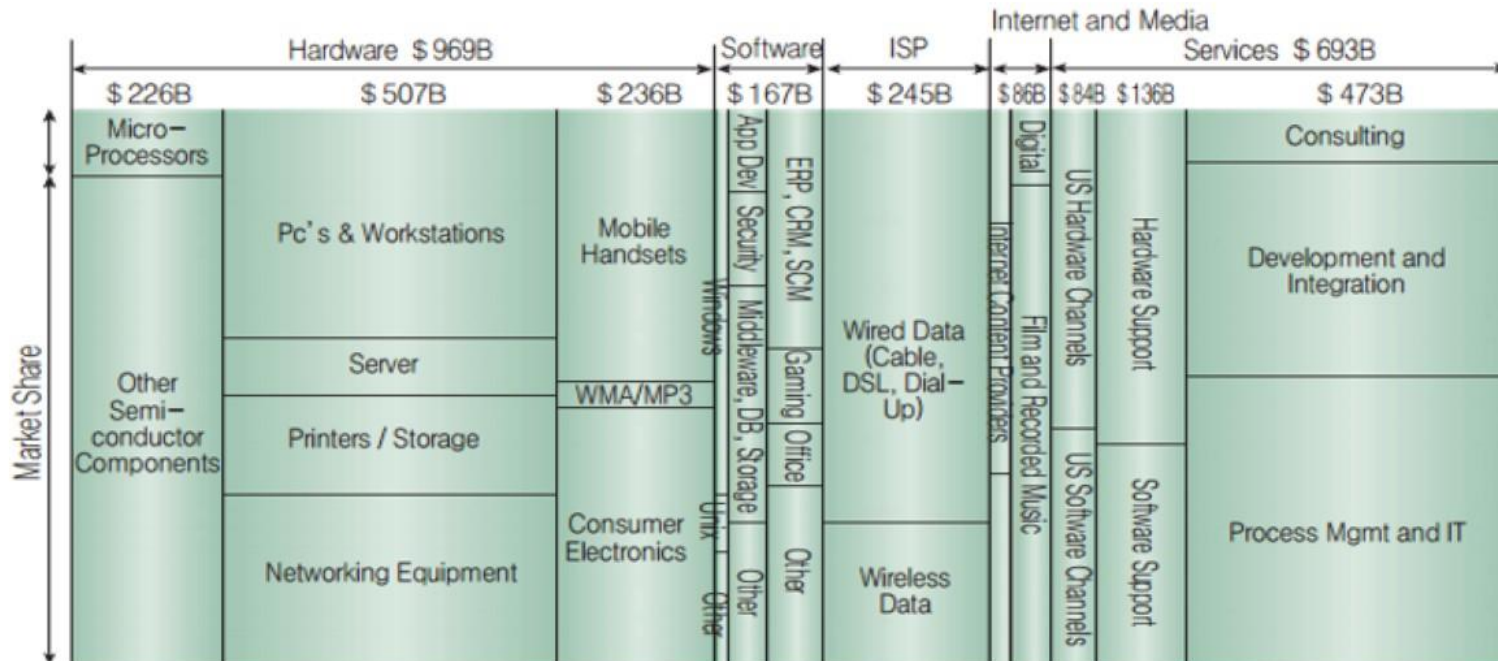 Internet and Media
Hardware $969B
Software
ISP
Services $693B
$226B
$507B
$236B
$167B
$245B
$86B
$84B
$136B
$473B
Market Share
Micro-
Processors
Other
Semi-
conductor
Components
Pc's & Workstations
Server
Printers / Storage
Networking Equipment
Mobile
Handsets
WMA/MP3
Consumer
Electronics
Windows
Unix
Other
App Dev
Security
Middleware, DB, Storage
Other
ERP, CRM, SCM
Gaming
Office
Other
Wired Data
(Cable,
DSL, Dial-
Up)
Wireless
Data
Internet Content Providers
Digital
Film and Recorded Music
US Hardware Channels
US Software Channels
Hardware Support
Software Support
Consulting
Development and
Integration
Process Mgmt and IT